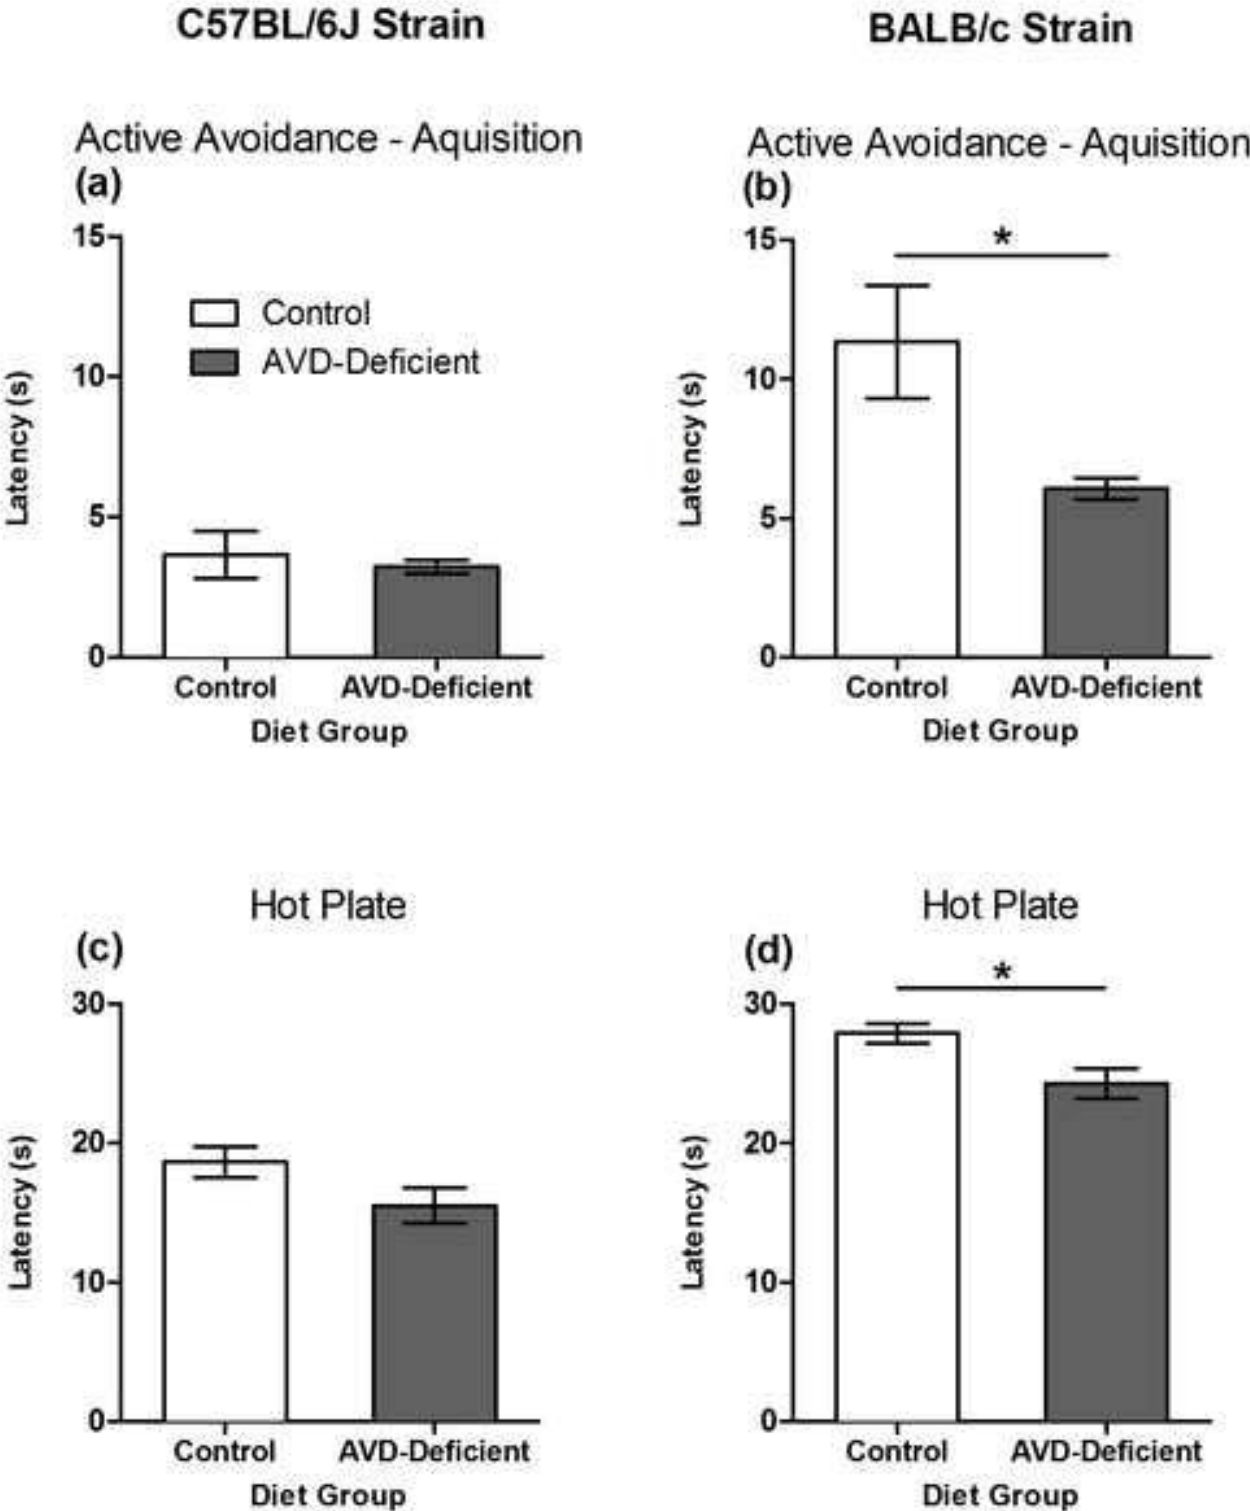 C57BL/6J Strain
BALB/c Strain
Active Avoidance - Aquisition
(a)
15
10
5
0
Latency (s)
Control
AVD-Deficient
Control
AVD-Deficient
Diet Group
Active Avoidance - Aquisition
(b)
*
15
10
5
0
Latency (s)
Control
AVD-Deficient
Diet Group
Hot Plate
(c)
30
20
10
0
Latency (s)
Control
AVD-Deficient
Diet Group
Hot Plate
(d)
*
30
20
10
0
Latency (s)
Control
AVD-Deficient
Diet Group